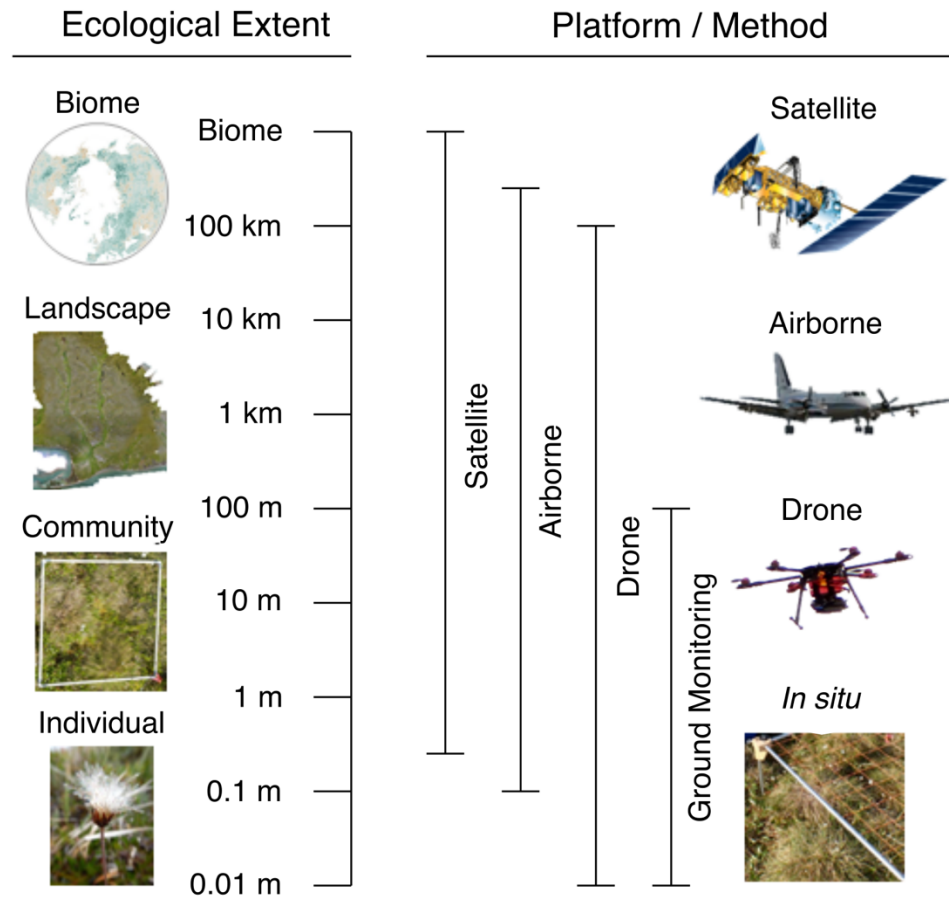 Ecological Extent
Platform / Method
Biome
Landscape
Community
Individual
Biome
100 km
10 km
1 km
100 m
10 m
1 m
0.1 m
0.01 m
Satellite
Airborne
Drone
Ground Monitoring
Satellite
Airborne
Drone
In situ